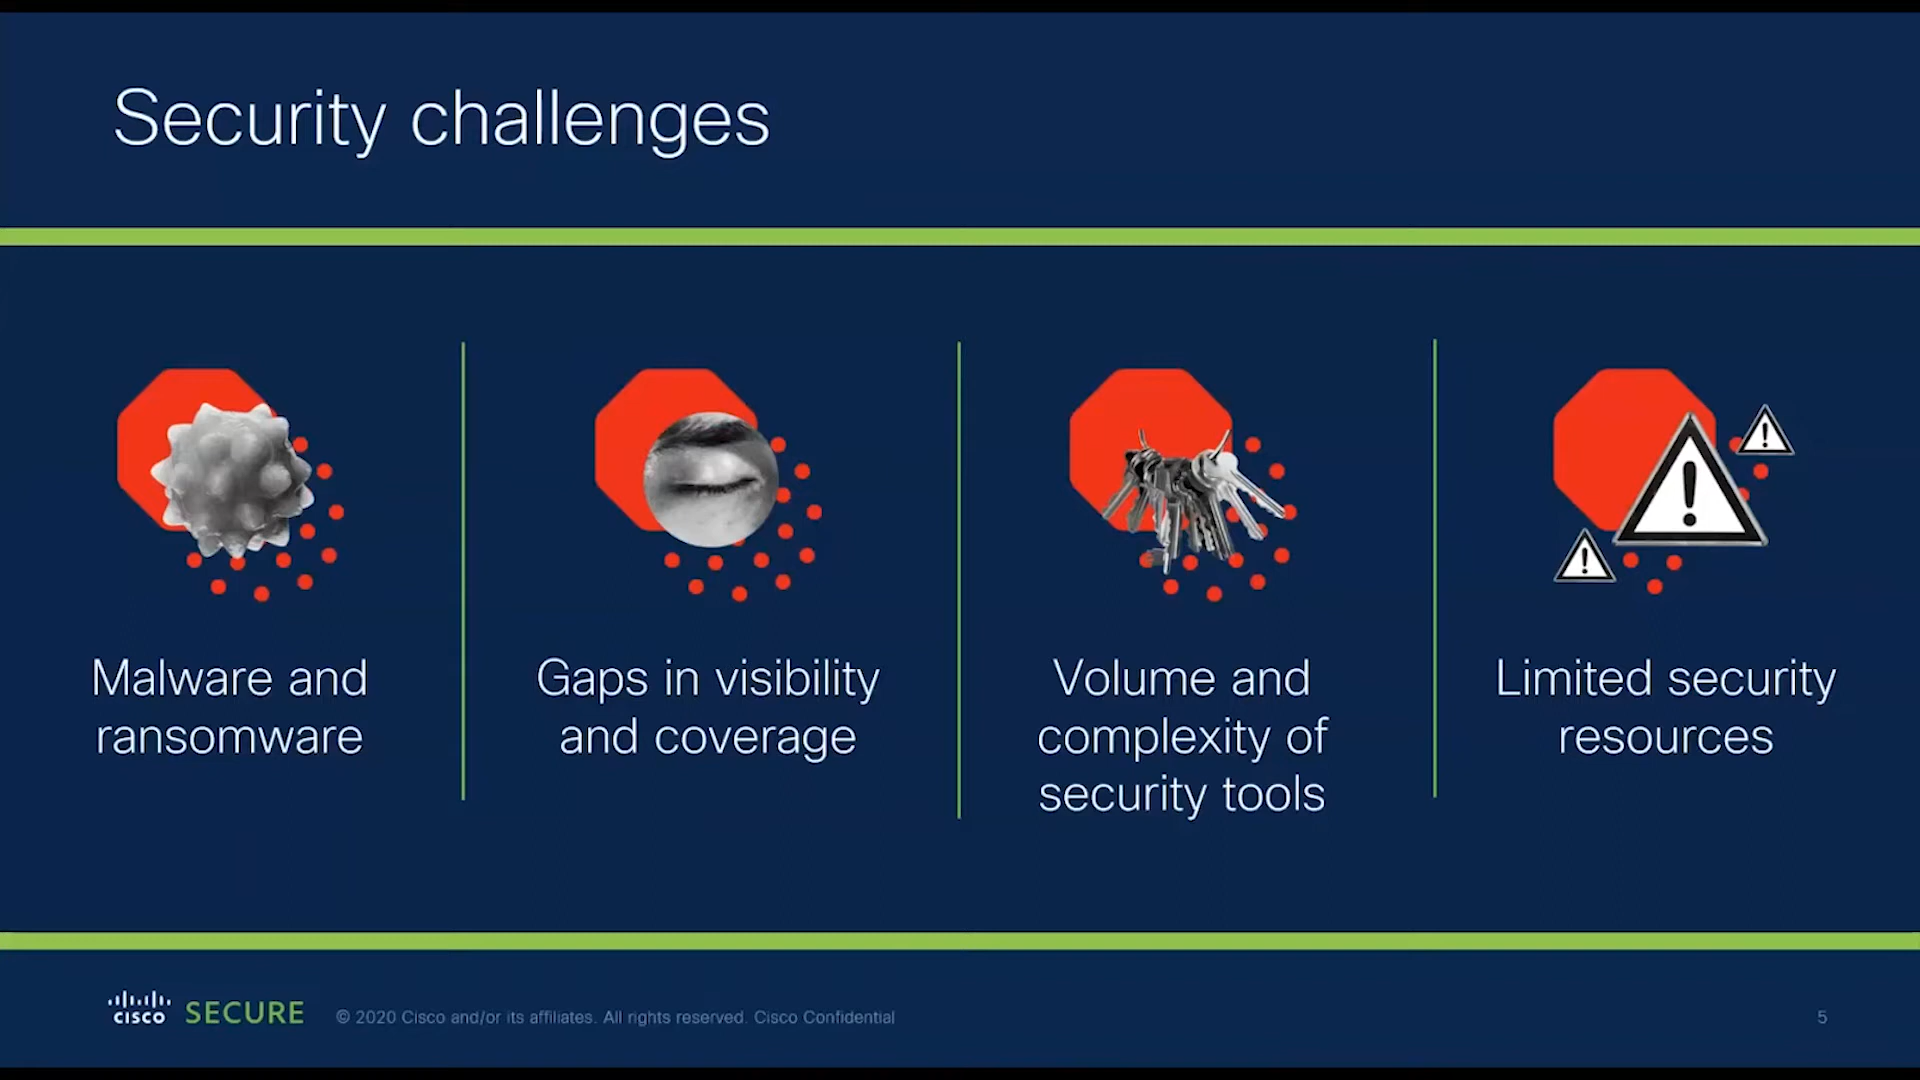 Security challenges
Malware and
ransomware
Gaps in visibility
and coverage
Volume and
complexity of
security tools
Limited security
resources
CISCO SECURE © 2020 Cisco and/or its affiliates. All rights reserved. Cisco Confidential 5